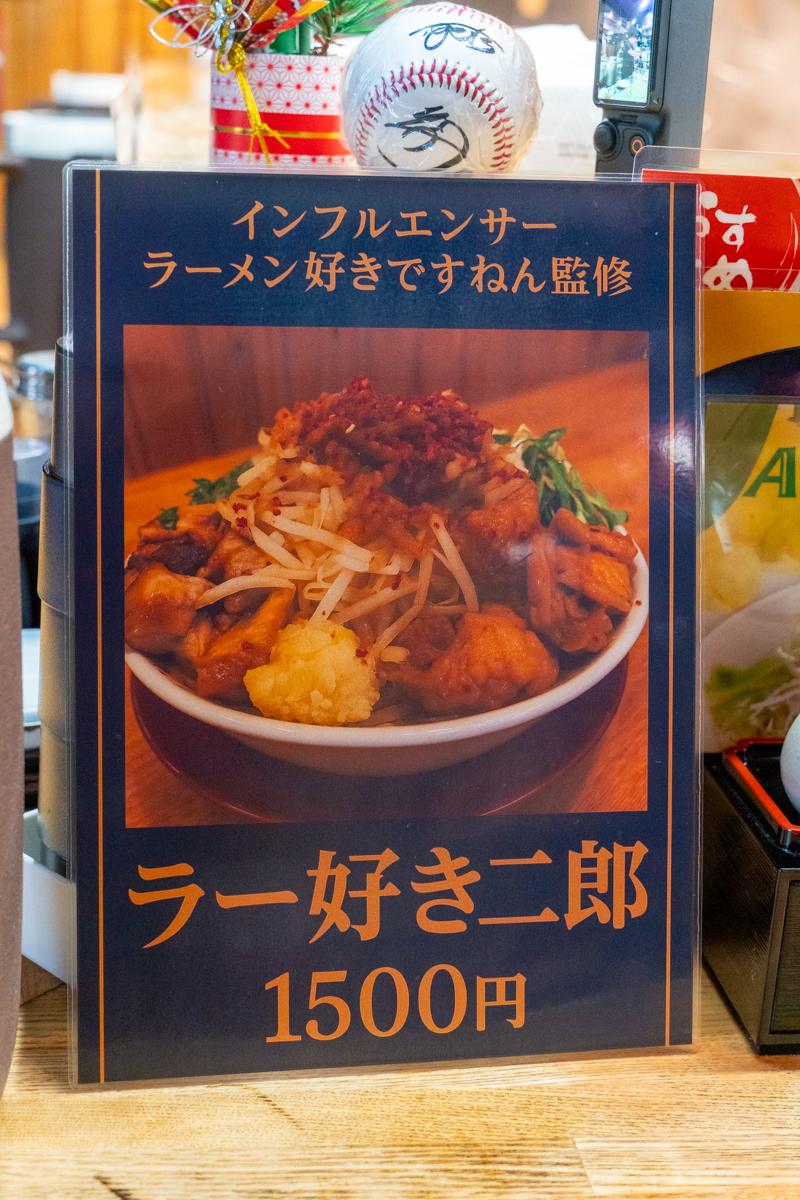 インフルエンサー
ラーメン好きですねん監修
ラー好き二郎
1500円